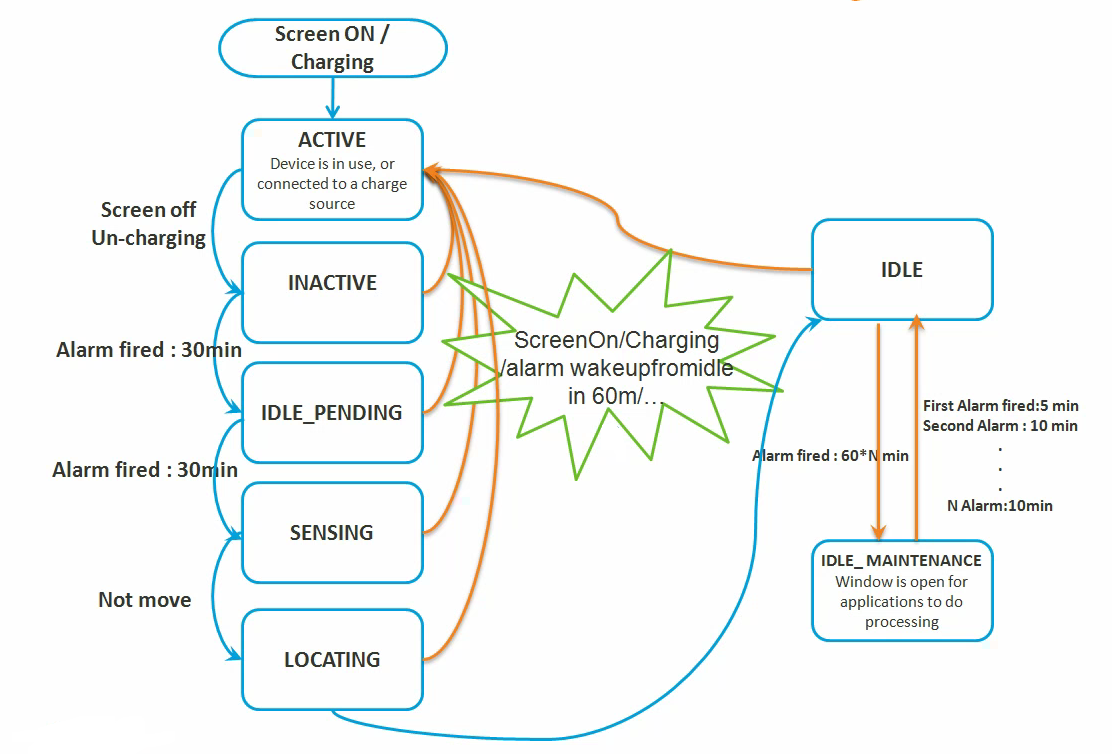 Screen ON /
Charging
ACTIVE
Device is in use, or
connected to a charge
source
Screen off
Un-charging
INACTIVE
Alarm fired : 30min
IDLE_PENDING
Alarm fired : 30min
SENSING
Not move
LOCATING
ScreenOn/Charging
/alarm wakeupfromidle
in 60m/...
IDLE
First Alarm fired:5 min
Second Alarm : 10 min
.
.
.
N Alarm:10min
Alarm fired : 60*N min
IDLE_ MAINTENANCE
Window is open for
applications to do
processing